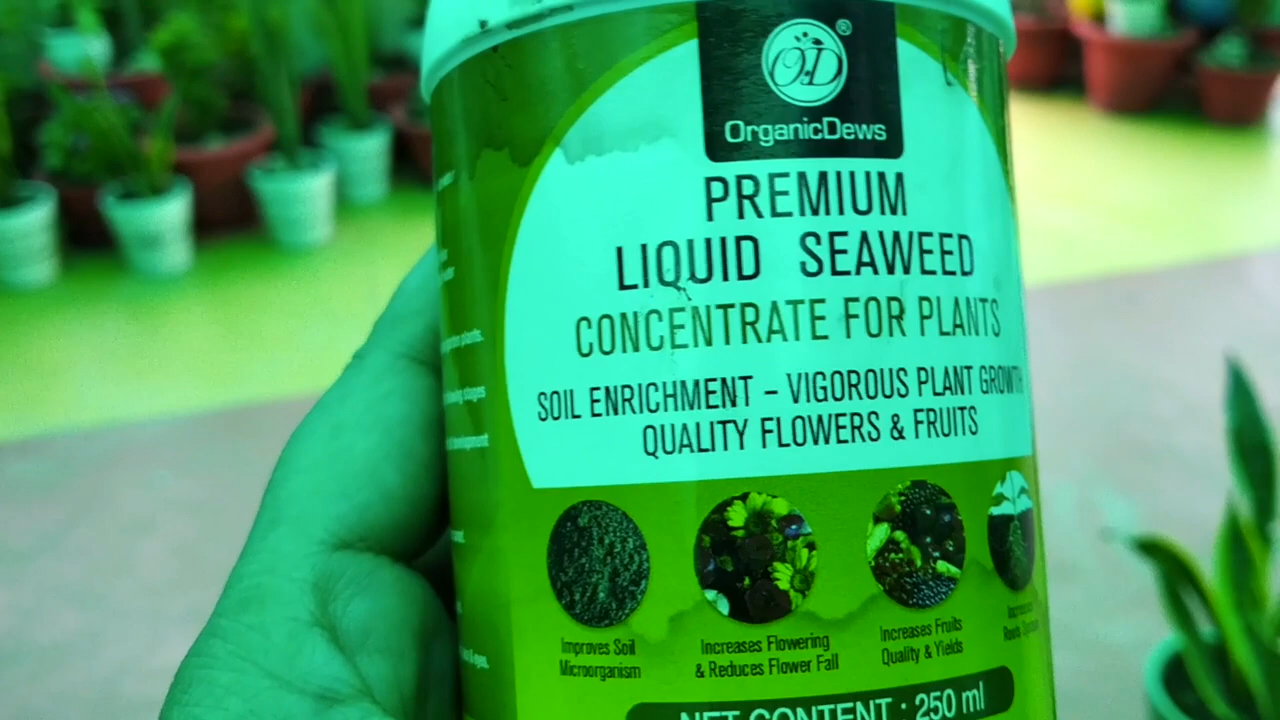 OD®
OrganicDews
PREMIUM
LIQUID SEAWEED
CONCENTRATE FOR PLANTS
SOIL ENRICHMENT – VIGOROUS PLANT GROWTH
QUALITY FLOWERS & FRUITS
Improves Soil
Microorganism
Increases Flowering
& Reduces Flower Fall
Increases Fruits
Quality & Yields
NET CONTENT : 250 ml